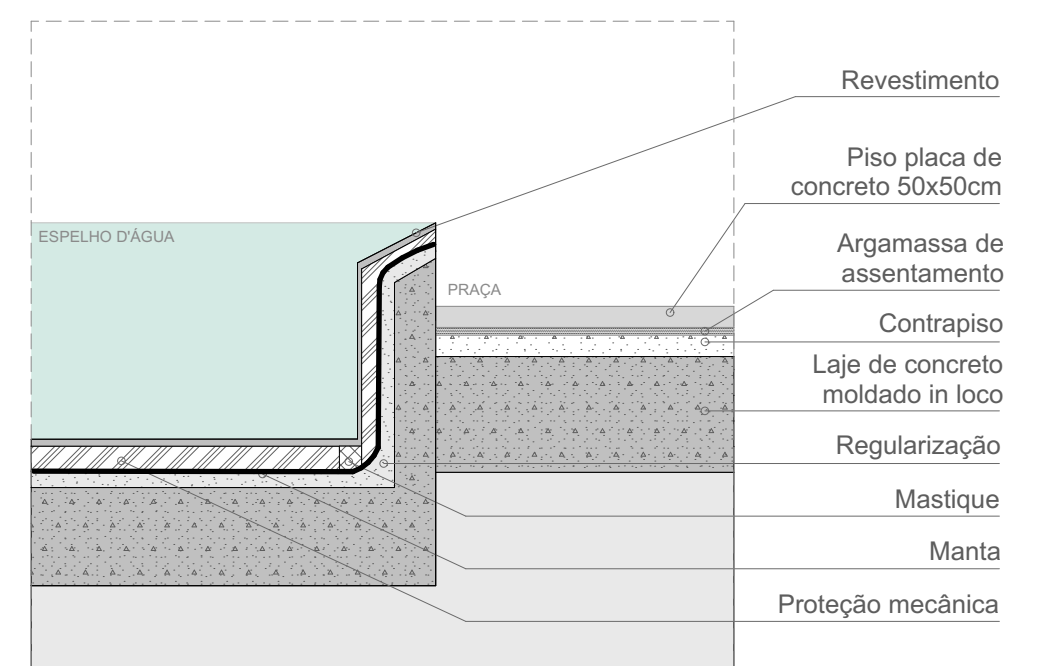 Revestimento
Piso placa de
concreto 50x50cm
ESPELHO D'ÁGUA
Argamassa de
assentamento
PRAÇA
Contrapiso
Laje de concreto
moldado in loco
Regularização
Mastique
Manta
Proteção mecânica